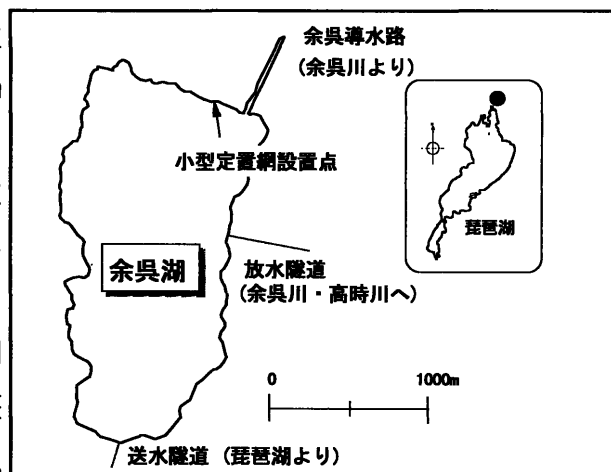 余呉導水路
(余呉川より)
小型定置網設置点
琵琶湖
余呉湖
放水隧道
(余呉川・高時川へ)
0 1000m
送水隧道(琵琶湖より)